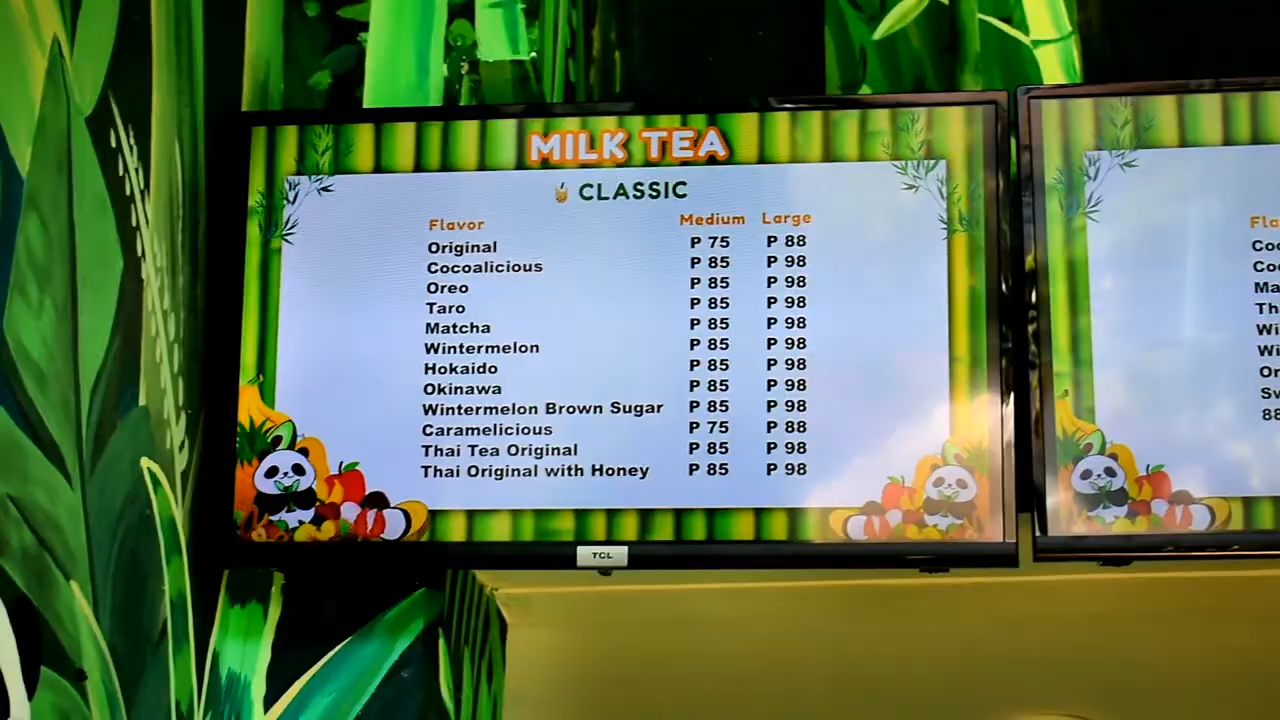 MILK TEA
CLASSIC
Flavor Medium Large
Original P 75 P 88
Cocoalicious P 85 P 98
Oreo P 85 P 98
Taro P 85 P 98
Matcha P 85 P 98
Wintermelon P 85 P 98
Hokaido P 85 P 98
Okinawa P 85 P 98
Wintermelon Brown Sugar P 85 P 98
Caramelicious P 75 P 88
Thai Tea Original P 85 P 98
Thai Original with Honey P 85 P 98
TCL